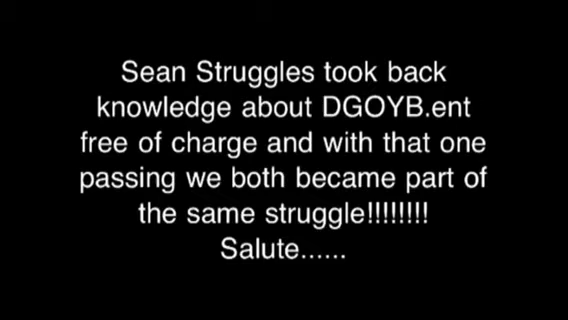 Sean Struggles took back
knowledge about DGOYB.ent
free of charge and with that one
passing we both became part of
the same struggle!!!!!!!!
Salute......